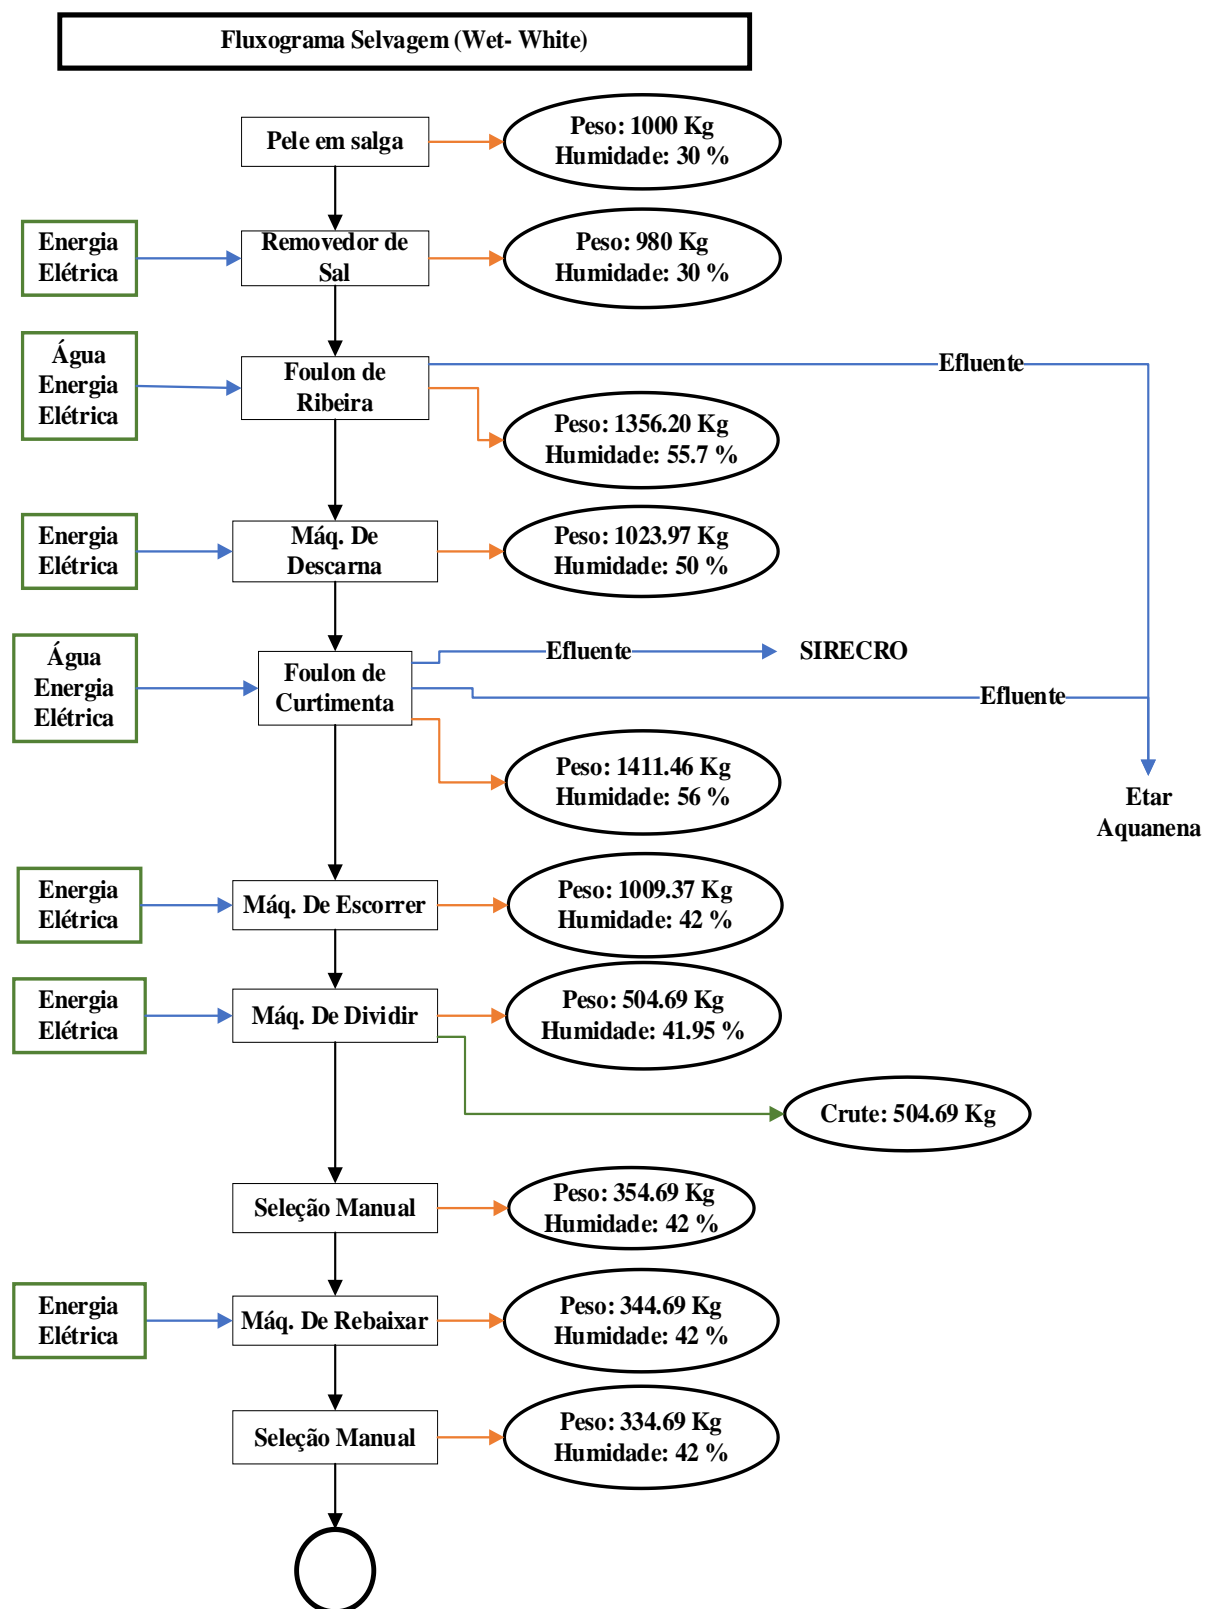 Fluxograma Selvagem (Wet- White)
Pele em salga
Peso: 1000 Kg
Humidade: 30 %
Energia
Elétrica
Removedor de
Sal
Peso: 980 Kg
Humidade: 30 %
Água
Energia
Elétrica
Foulon de
Ribeira
Efluente
Peso: 1356.20 Kg
Humidade: 55.7 %
Energia
Elétrica
Máq. De
Descarna
Peso: 1023.97 Kg
Humidade: 50 %
Água
Energia
Elétrica
Foulon de
Curtimenta
Efluente
SIRECRO
Efluente
Peso: 1411.46 Kg
Humidade: 56 %
Etar
Aquanena
Energia
Elétrica
Máq. De Escorrer
Peso: 1009.37 Kg
Humidade: 42 %
Energia
Elétrica
Máq. De Dividir
Peso: 504.69 Kg
Humidade: 41.95 %
Crute: 504.69 Kg
Seleção Manual
Peso: 354.69 Kg
Humidade: 42 %
Energia
Elétrica
Máq. De Rebaixar
Peso: 344.69 Kg
Humidade: 42 %
Seleção Manual
Peso: 334.69 Kg
Humidade: 42 %